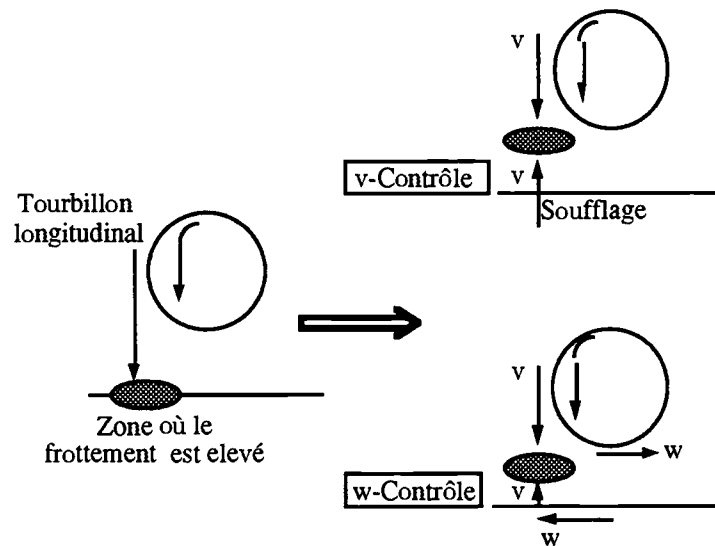 v
v-Contrôle
v
Soufflage
Tourbillon
longitudinal
Zone où le
frottement est elevé
v
w
w-Contrôle
v
w